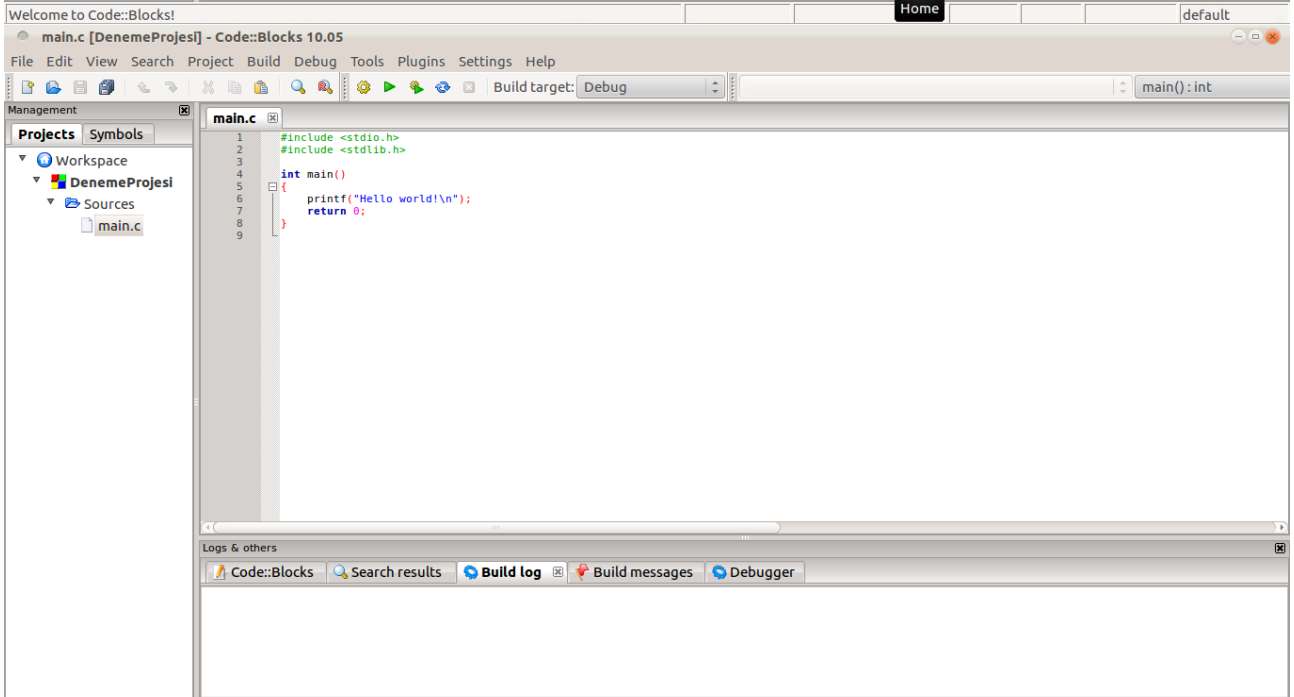 Welcome to Code::Blocks!
Home
default
main.c [DenemeProjesi] - Code::Blocks 10.05
File Edit View Search Project Build Debug Tools Plugins Settings Help
Build target: Debug
main() : int
Management
Projects Symbols
Workspace
DenemeProjesi
Sources
main.c
main.c
1 #include <stdio.h>
2 #include <stdlib.h>
3
4 int main()
5 {
6 printf("Hello world!\n");
7 return 0;
8 }
9
Logs & others
Code::Blocks Search results Build log Build messages Debugger